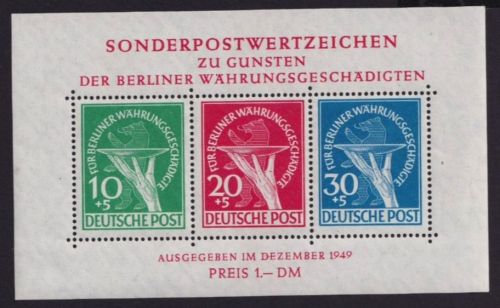 SONDERPOSTWERTZEICHEN
ZU GUNSTEN
DER BERLINER WÄHRUNGSGESCHÄDIGTEN
FÜR BERLINER WÄHRUNGSGESCHÄDIGTE
10
+5
DEUTSCHE POST
FÜR BERLINER WÄHRUNGSGESCHÄDIGTE
20
+5
DEUTSCHE POST
FÜR BERLINER WÄHRUNGSGESCHÄDIGTE
30
+5
DEUTSCHE POST
AUSGEGEBEN IM DEZEMBER 1949
PREIS 1.— DM